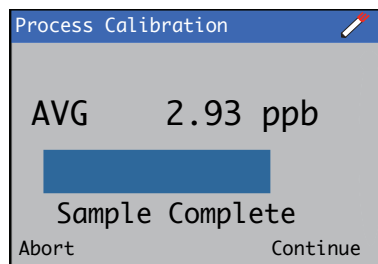 Process Calibration
AVG 2.93 ppb
Sample Complete
Abort Continue